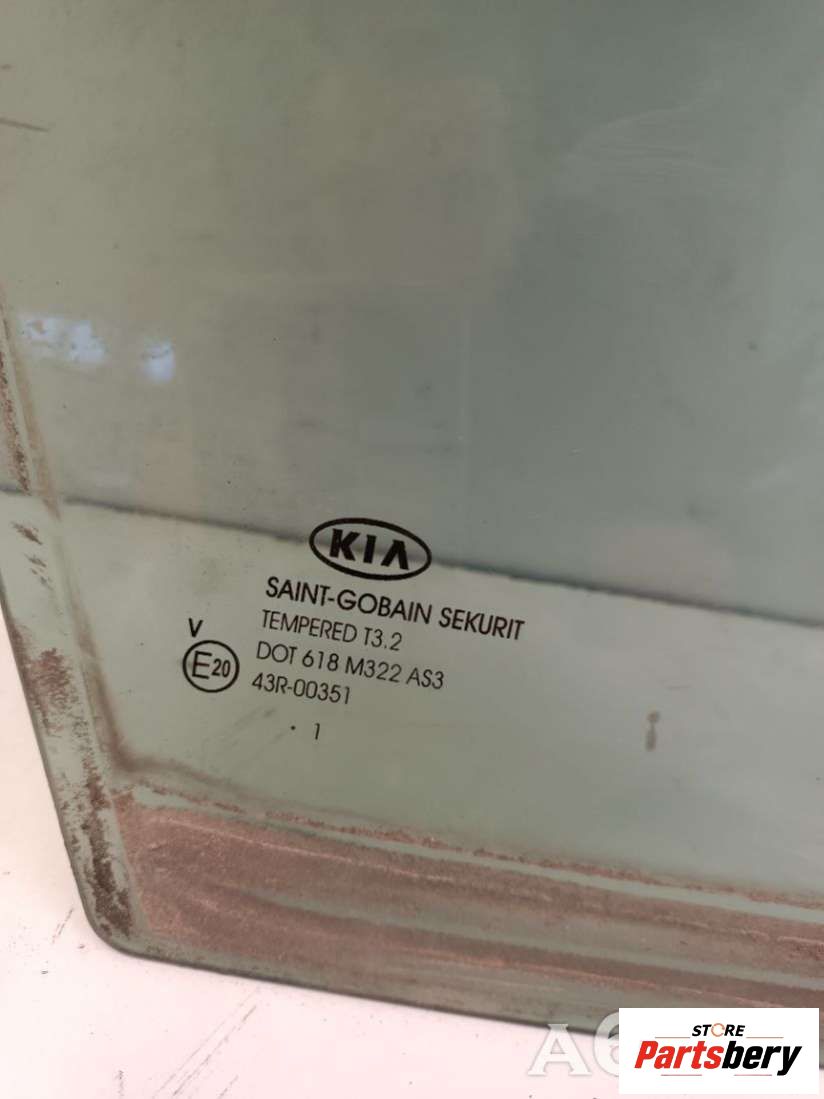 KIA
SAINT-GOBAIN SEKURIT
TEMPERED T3.2
V
E20
DOT 618 M322 AS3
43R-00351
· 1
STORE
Partsbery